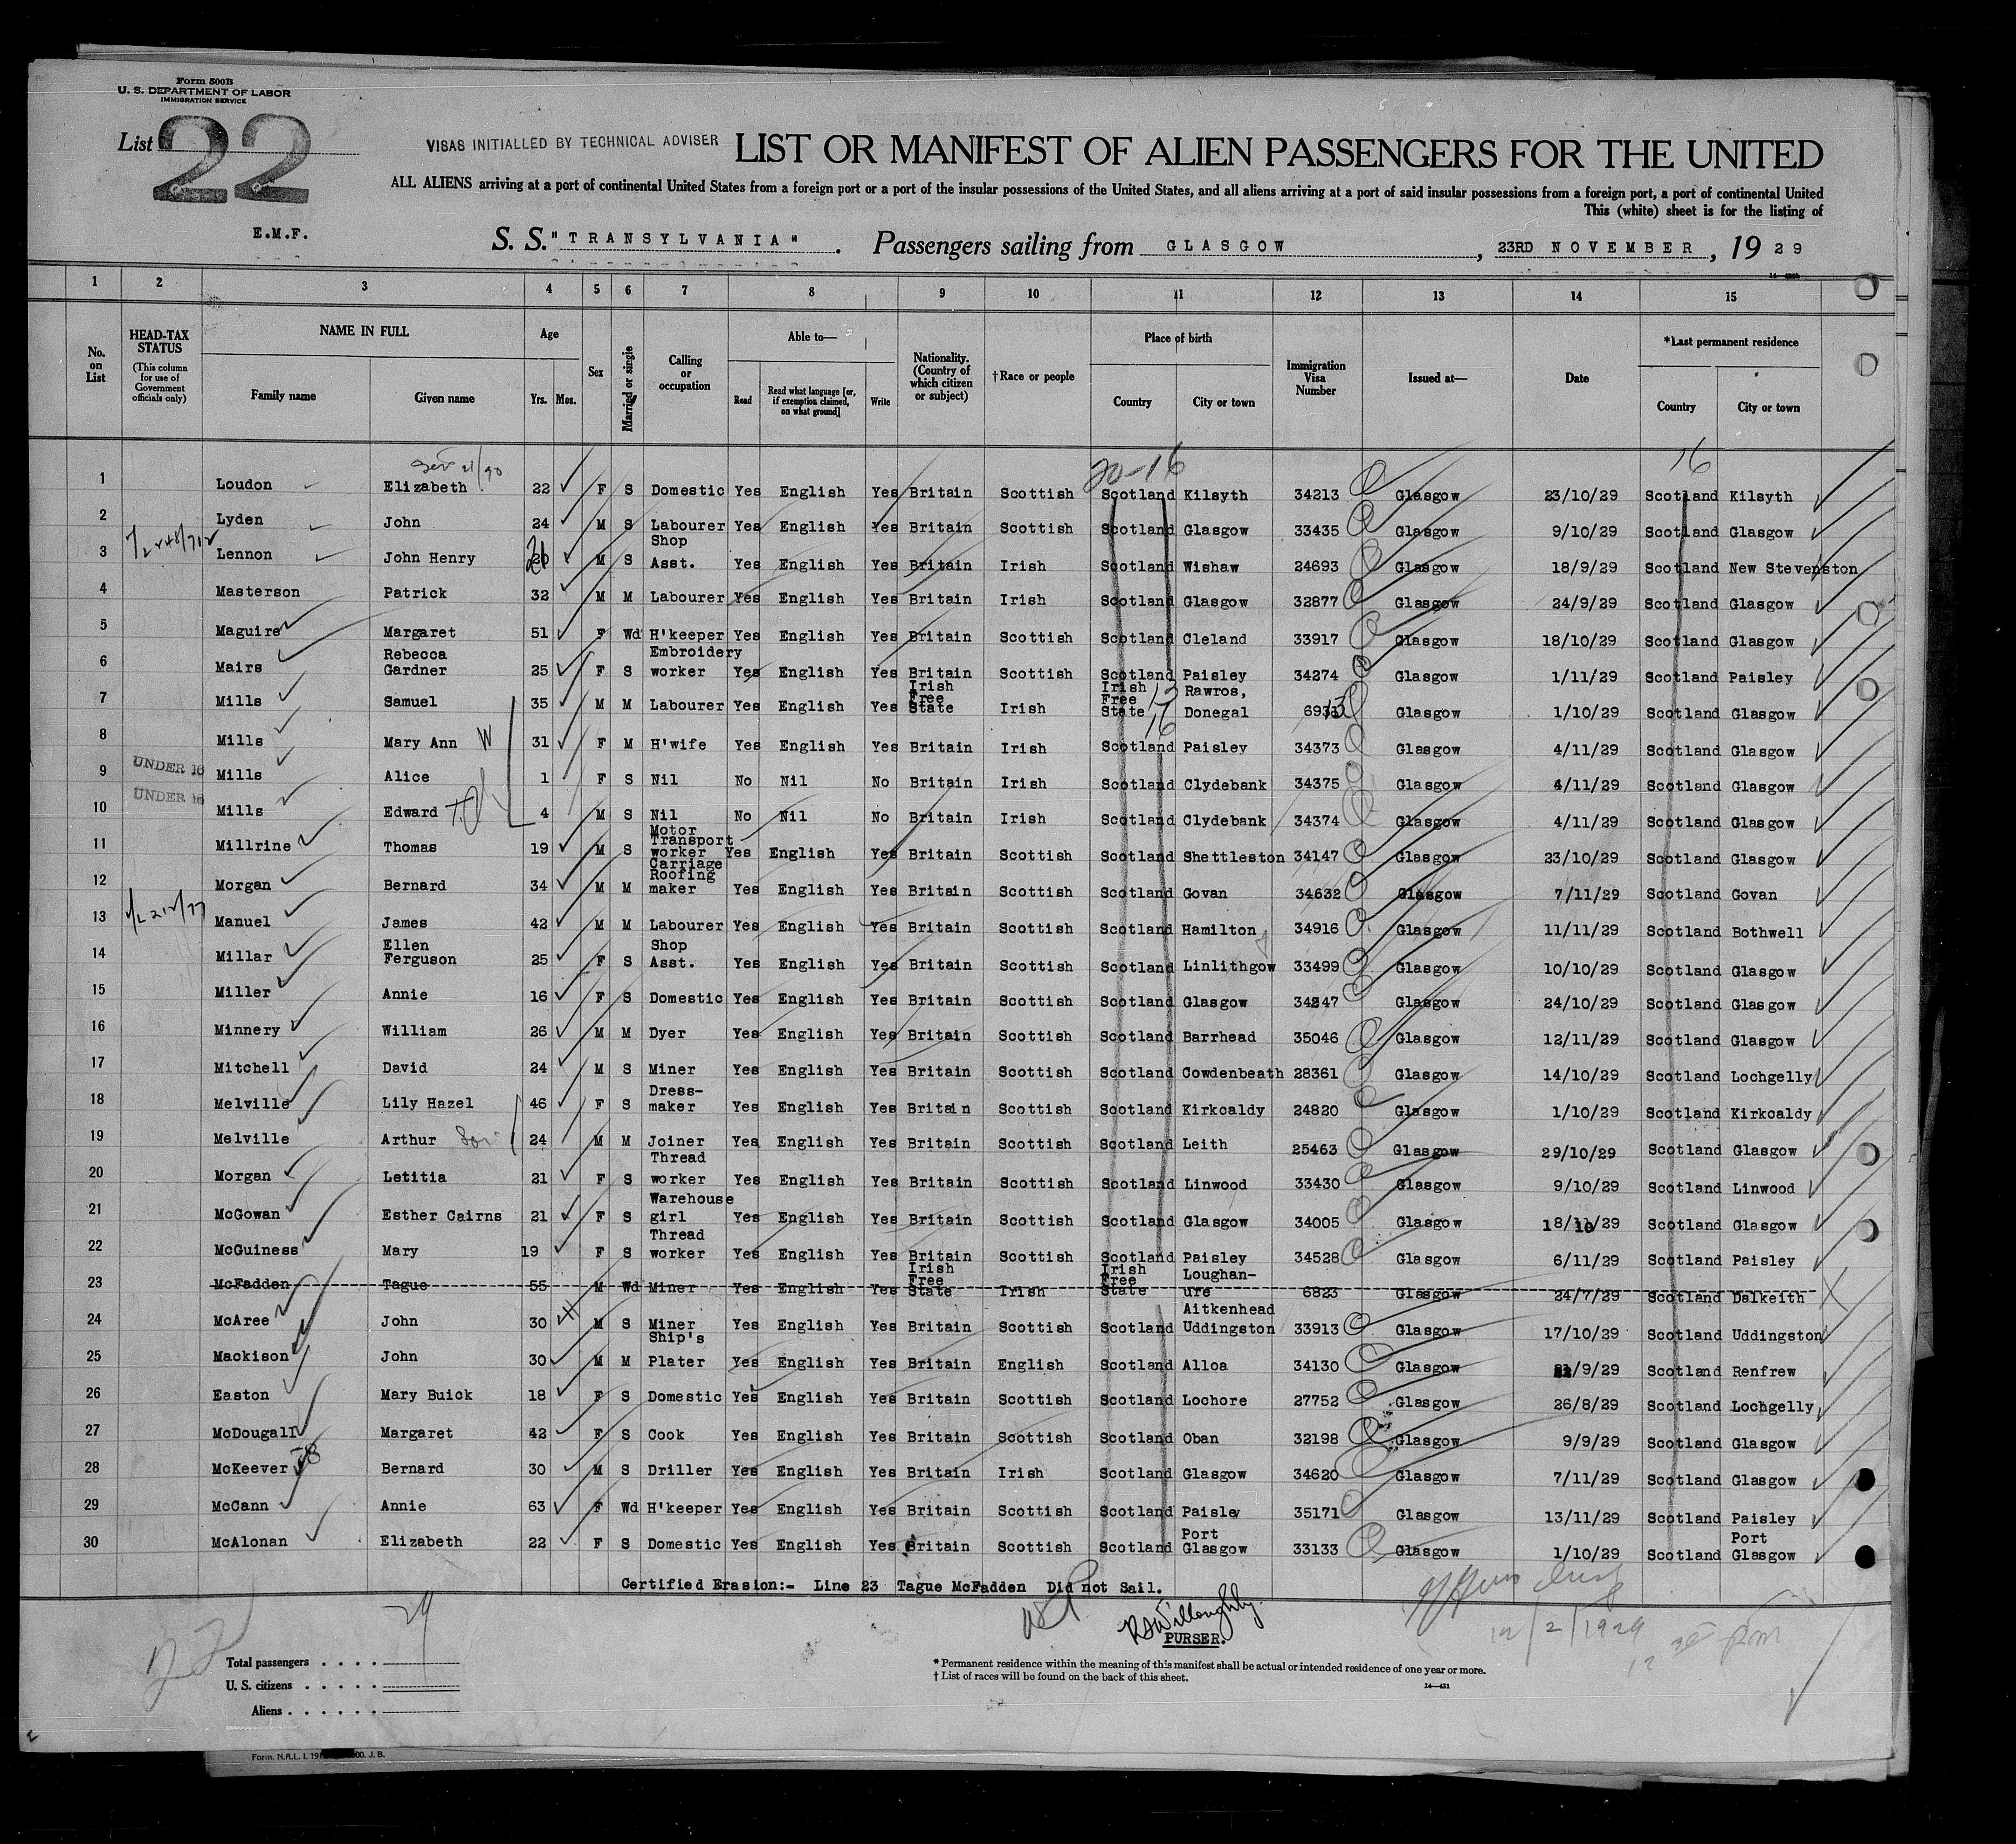 Form 500B
U. S. DEPARTMENT OF LABOR
IMMIGRATION SERVICE
List 22
VISAS INITIALLED BY TECHNICAL ADVISER
LIST OR MANIFEST OF ALIEN PASSENGERS FOR THE UNITED
ALL ALIENS arriving at a port of continental United States from a foreign port or a port of the insular possessions of the United States, and all aliens arriving at a port of said insular possessions from a foreign port, a port of continental United
This (white) sheet is for the listing of
E.M.F.
S. S. "TRANSYLVANIA". Passengers sailing from GLASGOW, 23RD NOVEMBER, 19 29
1 2 3 4 5 6 7 8 9 10 11 12 13 14 15
No. on List
HEAD-TAX STATUS (This column for use of Government officials only)
NAME IN FULL Family name Given name
Age Yrs. Mos.
Sex
Married or single
Calling or occupation
Able to— Read Read what language [or, if exemption claimed, on what ground] Write
Nationality. (Country of which citizen or subject)
†Race or people
Place of birth Country City or town
Immigration Visa Number
Issued at—
Date
*Last permanent residence Country City or town
20-16 16
1 Loudon Elizabeth 22 F S Domestic Yes English Yes Britain Scottish Scotland Kilsyth 34213 Glasgow 23/10/29 Scotland Kilsyth
2 Lyden John 24 M S Labourer Yes English Yes Britain Scottish Scotland Glasgow 33435 Glasgow 9/10/29 Scotland Glasgow
3 Lennon John Henry 21 M S Shop Asst. Yes English Yes Britain Irish Scotland Wishaw 24693 Glasgow 18/9/29 Scotland New Stevenston
4 Masterson Patrick 32 M M Labourer Yes English Yes Britain Irish Scotland Glasgow 32877 Glasgow 24/9/29 Scotland Glasgow
5 Maguire Margaret 51 F Wd H'keeper Yes English Yes Britain Scottish Scotland Cleland 33917 Glasgow 18/10/29 Scotland Glasgow
6 Mairs Rebecca Gardner 25 F S Embroidery worker Yes English Yes Britain Scottish Scotland Paisley 34274 Glasgow 1/11/29 Scotland Paisley
7 Mills Samuel 35 M M Labourer Yes English Yes Irish Free State Irish Irish Free State Rawros, Donegal Glasgow 1/10/29 Scotland Glasgow
8 Mills Mary Ann W 31 F M H'wife Yes English Yes Britain Irish Scotland Paisley 34373 Glasgow 4/11/29 Scotland Glasgow
9 UNDER 16 Mills Alice 1 F S Nil No Nil No Britain Irish Scotland Clydebank 34375 Glasgow 4/11/29 Scotland Glasgow
10 UNDER 16 Mills Edward 4 M S Nil No Nil No Britain Irish Scotland Clydebank 34374 Glasgow 4/11/29 Scotland Glasgow
11 Millrine Thomas 19 M S Motor Transport worker Yes English Yes Britain Scottish Scotland Shettleston 34147 Glasgow 23/10/29 Scotland Glasgow
12 Morgan Bernard 34 M M Carriage Roofing maker Yes English Yes Britain Scottish Scotland Govan 34632 Glasgow 7/11/29 Scotland Govan
13 Manuel James 42 M M Labourer Yes English Yes Britain Scottish Scotland Hamilton 34916 Glasgow 11/11/29 Scotland Bothwell
14 Millar Ellen Ferguson 25 F S Shop Asst. Yes English Yes Britain Scottish Scotland Linlithgow 33499 Glasgow 10/10/29 Scotland Glasgow
15 Miller Annie 16 F S Domestic Yes English Yes Britain Scottish Scotland Glasgow 34247 Glasgow 24/10/29 Scotland Glasgow
16 Minnery William 26 M M Dyer Yes English Yes Britain Scottish Scotland Barrhead 35046 Glasgow 12/11/29 Scotland Glasgow
17 Mitchell David 24 M S Miner Yes English Yes Britain Scottish Scotland Cowdenbeath 28361 Glasgow 14/10/29 Scotland Lochgelly
18 Melville Lily Hazel 46 F S Dress-maker Yes English Yes Britain Scottish Scotland Kirkcaldy 24820 Glasgow 1/10/29 Scotland Kirkcaldy
19 Melville Arthur Son 24 M M Joiner Yes English Yes Britain Scottish Scotland Leith 25463 Glasgow 29/10/29 Scotland Glasgow
20 Morgan Letitia 21 F S Thread worker Yes English Yes Britain Scottish Scotland Linwood 33430 Glasgow 9/10/29 Scotland Linwood
21 McGowan Esther Cairns 21 F S Warehouse girl Yes English Yes Britain Scottish Scotland Glasgow 34005 Glasgow 18/10/29 Scotland Glasgow
22 McGuiness Mary 19 F S Thread worker Yes English Yes Britain Scottish Scotland Paisley 34528 Glasgow 6/11/29 Scotland Paisley
23 McFadden Tague 55 M Wd Miner Yes English Yes Irish Free State Irish Irish Free State Loughan-ure 6823 Glasgow 24/7/29 Scotland Dalkeith
24 McAree John 30 M S Miner Yes English Yes Britain Scottish Scotland Aitkenhead Uddingston 33913 Glasgow 17/10/29 Scotland Uddingston
25 Mackison John 30 M M Ship's Plater Yes English Yes Britain English Scotland Alloa 34130 Glasgow /9/29 Scotland Renfrew
26 Easton Mary Buick 18 F S Domestic Yes English Yes Britain Scottish Scotland Lochore 27752 Glasgow 26/8/29 Scotland Lochgelly
27 McDougall Margaret 42 F S Cook Yes English Yes Britain Scottish Scotland Oban 32198 Glasgow 9/9/29 Scotland Glasgow
28 McKeever Bernard 30 M S Driller Yes English Yes Britain Irish Scotland Glasgow 34620 Glasgow 7/11/29 Scotland Glasgow
29 McCann Annie 63 F Wd H'keeper Yes English Yes Britain Scottish Scotland Paisley 35171 Glasgow 13/11/29 Scotland Paisley
30 McAlonan Elizabeth 22 F S Domestic Yes English Yes Britain Scottish Scotland Port Glasgow 33133 Glasgow 1/10/29 Scotland Port Glasgow
Certified Erasion:- Line 23 Tague McFadden Did not Sail.
RSWilloughby.
PURSER.
12/2/1929
29
Total passengers
U. S. citizens
Aliens
* Permanent residence within the meaning of this manifest shall be actual or intended residence of one year or more.
† List of races will be found on the back of this sheet.
14—431